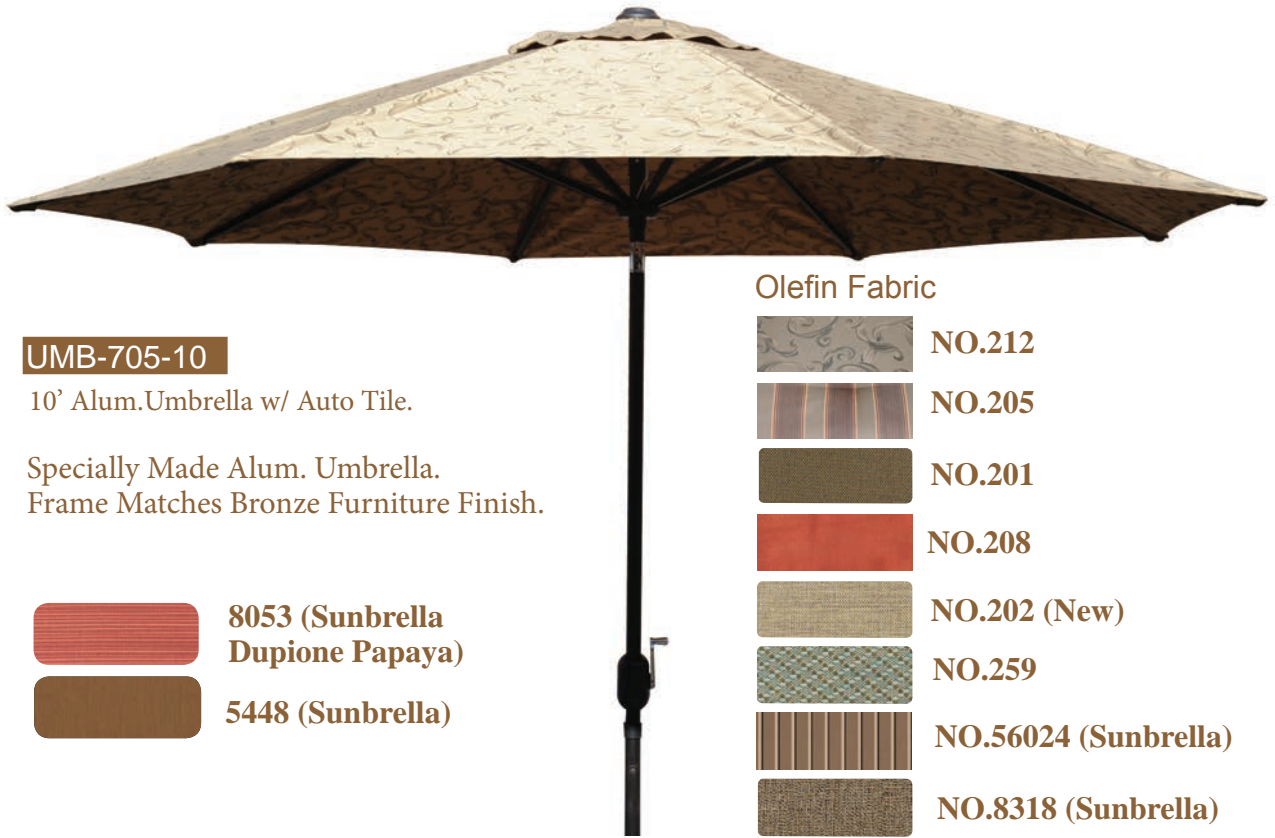 UMB-705-10
10’ Alum.Umbrella w/ Auto Tile.
Specially Made Alum. Umbrella.
Frame Matches Bronze Furniture Finish.
8053 (Sunbrella
Dupione Papaya)
5448 (Sunbrella)
Olefin Fabric
NO.212
NO.205
NO.201
NO.208
NO.202 (New)
NO.259
NO.56024 (Sunbrella)
NO.8318 (Sunbrella)